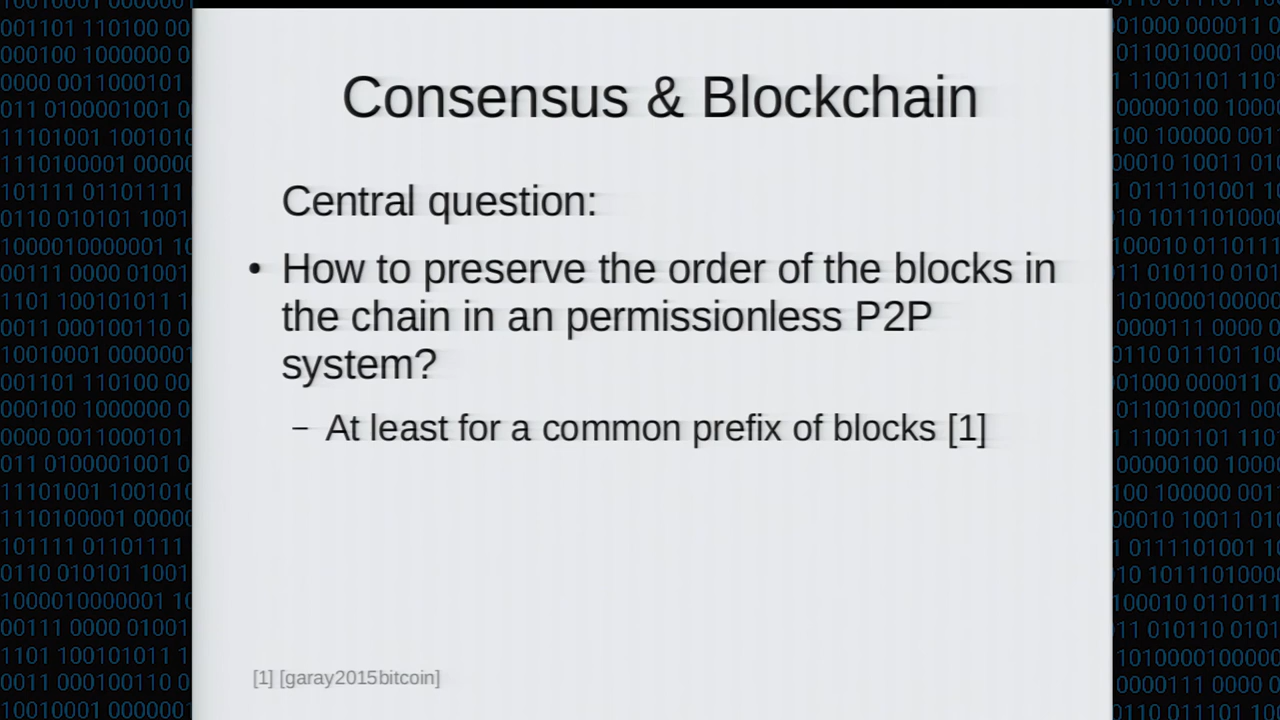 Consensus & Blockchain
Central question:
• How to preserve the order of the blocks in
the chain in an permissionless P2P
system?
– At least for a common prefix of blocks [1]
[1] [garay2015bitcoin]